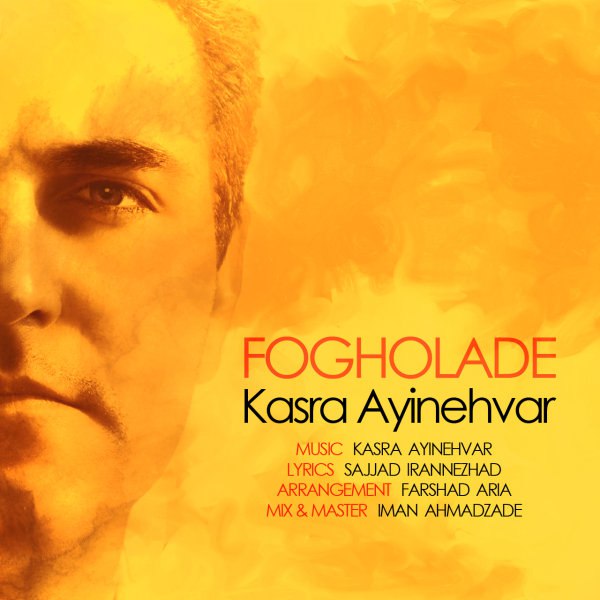 FOGHOLADE
Kasra Ayinehvar
MUSIC KASRA AYINEHVAR
LYRICS SAJJAD IRANNEZHAD
ARRANGEMENT FARSHAD ARIA
MIX & MASTER IMAN AHMADZADE